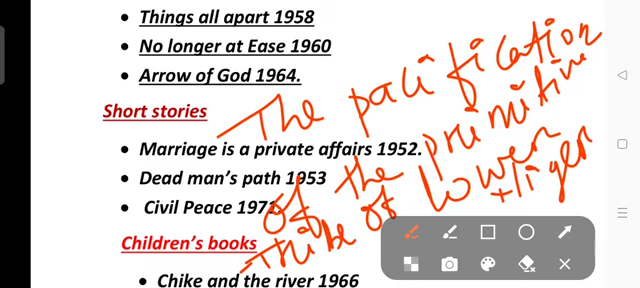 • Things all apart 1958
• No longer at Ease 1960
• Arrow of God 1964.
The pacification
Short stories
• Marriage is a private affairs 1952.
of the primitive
• Dead man's path 1953
Tribe of lower Niger
• Civil Peace
Children's books
• Chike and the river 1966